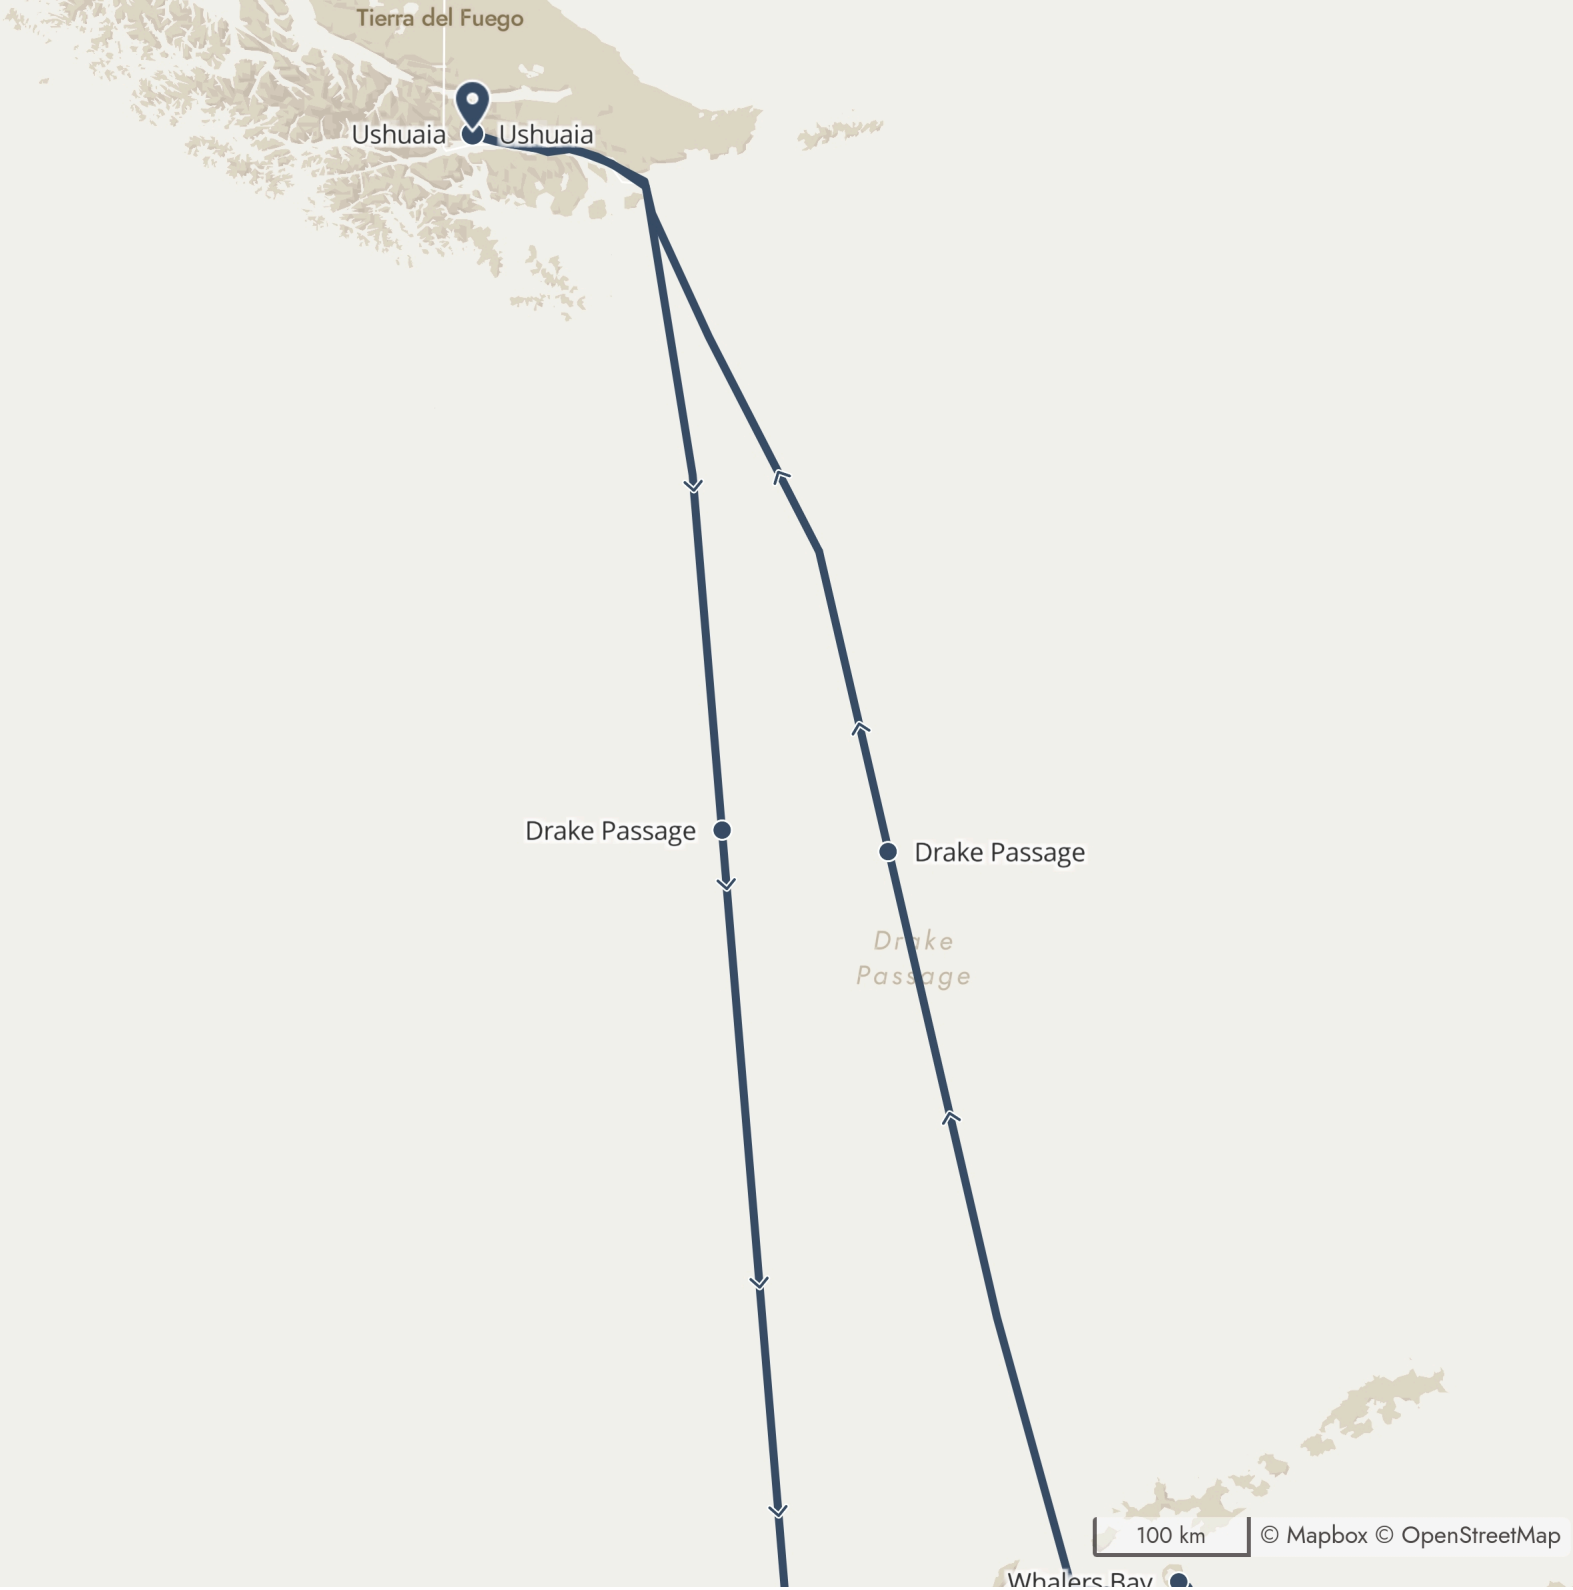 Tierra del Fuego
Ushuaia
Ushuaia
Drake Passage
Drake Passage
Drake
Passage
100 km
© Mapbox © OpenStreetMap
Whalers Bay